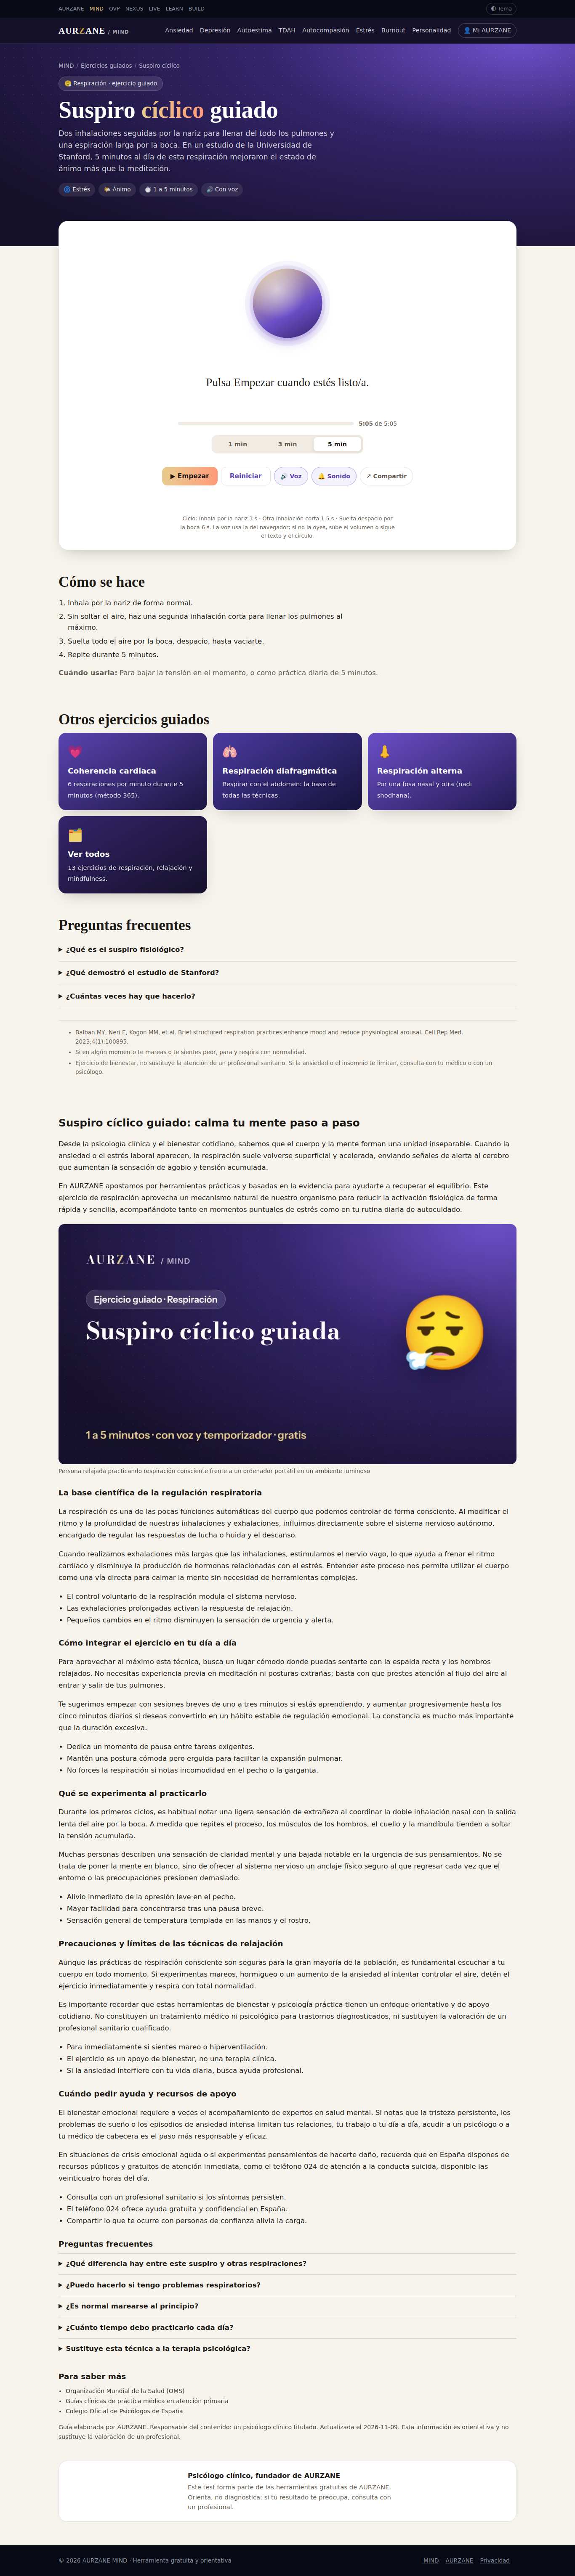 AURZANE MIND OVP NEXUS LIVE LEARN BUILD
Tema
AURZANE / MIND
Ansiedad Depresión Autoestima TDAH Autocompasión Estrés Burnout Personalidad Mi AURZANE
MIND / Ejercicios guiados / Suspiro cíclico
Respiración · ejercicio guiado
Suspiro cíclico guiado
Dos inhalaciones seguidas por la nariz para llenar del todo los pulmones y
una espiración larga por la boca. En un estudio de la Universidad de
Stanford, 5 minutos al día de esta respiración mejoraron el estado de
ánimo más que la meditación.
Estrés Ánimo 1 a 5 minutos Con voz
Pulsa Empezar cuando estés listo/a.
5:05 de 5:05
1 min 3 min 5 min
▶ Empezar Reiniciar Voz Sonido ↗ Compartir
Ciclo: Inhala por la nariz 3 s · Otra inhalación corta 1.5 s · Suelta despacio por
la boca 6 s. La voz usa la del navegador; si no la oyes, sube el volumen o sigue
el texto y el círculo.
Cómo se hace
1. Inhala por la nariz de forma normal.
2. Sin soltar el aire, haz una segunda inhalación corta para llenar los pulmones al
máximo.
3. Suelta todo el aire por la boca, despacio, hasta vaciarte.
4. Repite durante 5 minutos.
Cuándo usarla: Para bajar la tensión en el momento, o como práctica diaria de 5 minutos.
Otros ejercicios guiados
Coherencia cardiaca
6 respiraciones por minuto durante 5
minutos (método 365).
Respiración diafragmática
Respirar con el abdomen: la base de
todas las técnicas.
Respiración alterna
Por una fosa nasal y otra (nadi
shodhana).
Ver todos
13 ejercicios de respiración, relajación y
mindfulness.
Preguntas frecuentes
▶ ¿Qué es el suspiro fisiológico?
▶ ¿Qué demostró el estudio de Stanford?
▶ ¿Cuántas veces hay que hacerlo?
• Balban MY, Neri E, Kogon MM, et al. Brief structured respiration practices enhance mood and reduce physiological arousal. Cell Rep Med.
2023;4(1):100895.
• Si en algún momento te mareas o te sientes peor, para y respira con normalidad.
• Ejercicio de bienestar, no sustituye la atención de un profesional sanitario. Si la ansiedad o el insomnio te limitan, consulta con tu médico o con un
psicólogo.
Suspiro cíclico guiado: calma tu mente paso a paso
Desde la psicología clínica y el bienestar cotidiano, sabemos que el cuerpo y la mente forman una unidad inseparable. Cuando la
ansiedad o el estrés laboral aparecen, la respiración suele volverse superficial y acelerada, enviando señales de alerta al cerebro
que aumentan la sensación de agobio y tensión acumulada.
En AURZANE apostamos por herramientas prácticas y basadas en la evidencia para ayudarte a recuperar el equilibrio. Este
ejercicio de respiración aprovecha un mecanismo natural de nuestro organismo para reducir la activación fisiológica de forma
rápida y sencilla, acompañándote tanto en momentos puntuales de estrés como en tu rutina diaria de autocuidado.
AURZANE / MIND
Ejercicio guiado · Respiración
Suspiro cíclico guiada
1 a 5 minutos · con voz y temporizador · gratis
Persona relajada practicando respiración consciente frente a un ordenador portátil en un ambiente luminoso
La base científica de la regulación respiratoria
La respiración es una de las pocas funciones automáticas del cuerpo que podemos controlar de forma consciente. Al modificar el
ritmo y la profundidad de nuestras inhalaciones y exhalaciones, influimos directamente sobre el sistema nervioso autónomo,
encargado de regular las respuestas de lucha o huida y el descanso.
Cuando realizamos exhalaciones más largas que las inhalaciones, estimulamos el nervio vago, lo que ayuda a frenar el ritmo
cardíaco y disminuye la producción de hormonas relacionadas con el estrés. Entender este proceso nos permite utilizar el cuerpo
como una vía directa para calmar la mente sin necesidad de herramientas complejas.
• El control voluntario de la respiración modula el sistema nervioso.
• Las exhalaciones prolongadas activan la respuesta de relajación.
• Pequeños cambios en el ritmo disminuyen la sensación de urgencia y alerta.
Cómo integrar el ejercicio en tu día a día
Para aprovechar al máximo esta técnica, busca un lugar cómodo donde puedas sentarte con la espalda recta y los hombros
relajados. No necesitas experiencia previa en meditación ni posturas extrañas; basta con que prestes atención al flujo del aire al
entrar y salir de tus pulmones.
Te sugerimos empezar con sesiones breves de uno a tres minutos si estás aprendiendo, y aumentar progresivamente hasta los
cinco minutos diarios si deseas convertirlo en un hábito estable de regulación emocional. La constancia es mucho más importante
que la duración excesiva.
• Dedica un momento de pausa entre tareas exigentes.
• Mantén una postura cómoda pero erguida para facilitar la expansión pulmonar.
• No forces la respiración si notas incomodidad en el pecho o la garganta.
Qué se experimenta al practicarlo
Durante los primeros ciclos, es habitual notar una ligera sensación de extrañeza al coordinar la doble inhalación nasal con la salida
lenta del aire por la boca. A medida que repites el proceso, los músculos de los hombros, el cuello y la mandíbula tienden a soltar
la tensión acumulada.
Muchas personas describen una sensación de claridad mental y una bajada notable en la urgencia de sus pensamientos. No se
trata de poner la mente en blanco, sino de ofrecer al sistema nervioso un anclaje físico seguro al que regresar cada vez que el
entorno o las preocupaciones presionen demasiado.
• Alivio inmediato de la opresión leve en el pecho.
• Mayor facilidad para concentrarse tras una pausa breve.
• Sensación general de temperatura templada en las manos y el rostro.
Precauciones y límites de las técnicas de relajación
Aunque las prácticas de respiración consciente son seguras para la gran mayoría de la población, es fundamental escuchar a tu
cuerpo en todo momento. Si experimentas mareos, hormigueo o un aumento de la ansiedad al intentar controlar el aire, detén el
ejercicio inmediatamente y respira con total normalidad.
Es importante recordar que estas herramientas de bienestar y psicología práctica tienen un enfoque orientativo y de apoyo
cotidiano. No constituyen un tratamiento médico ni psicológico para trastornos diagnosticados, ni sustituyen la valoración de un
profesional sanitario cualificado.
• Para inmediatamente si sientes mareo o hiperventilación.
• El ejercicio es un apoyo de bienestar, no una terapia clínica.
• Si la ansiedad interfiere con tu vida diaria, busca ayuda profesional.
Cuándo pedir ayuda y recursos de apoyo
El bienestar emocional requiere a veces el acompañamiento de expertos en salud mental. Si notas que la tristeza persistente, los
problemas de sueño o los episodios de ansiedad intensa limitan tus relaciones, tu trabajo o tu día a día, acudir a un psicólogo o a
tu médico de cabecera es el paso más responsable y eficaz.
En situaciones de crisis emocional aguda o si experimentas pensamientos de hacerte daño, recuerda que en España dispones de
recursos públicos y gratuitos de atención inmediata, como el teléfono 024 de atención a la conducta suicida, disponible las
veinticuatro horas del día.
• Consulta con un profesional sanitario si los síntomas persisten.
• El teléfono 024 ofrece ayuda gratuita y confidencial en España.
• Compartir lo que te ocurre con personas de confianza alivia la carga.
Preguntas frecuentes
▶ ¿Qué diferencia hay entre este suspiro y otras respiraciones?
▶ ¿Puedo hacerlo si tengo problemas respiratorios?
▶ ¿Es normal marearse al principio?
▶ ¿Cuánto tiempo debo practicarlo cada día?
▶ Sustituye esta técnica a la terapia psicológica?
Para saber más
• Organización Mundial de la Salud (OMS)
• Guías clínicas de práctica médica en atención primaria
• Colegio Oficial de Psicólogos de España
Guía elaborada por AURZANE. Responsable del contenido: un psicólogo clínico titulado. Actualizada el 2026-11-09. Esta información es orientativa y no
sustituye la valoración de un profesional.
Psicólogo clínico, fundador de AURZANE
Este test forma parte de las herramientas gratuitas de AURZANE.
Orienta, no diagnostica: si tu resultado te preocupa, consulta con
un profesional.
© 2026 AURZANE MIND · Herramienta gratuita y orientativa
MIND AURZANE Privacidad